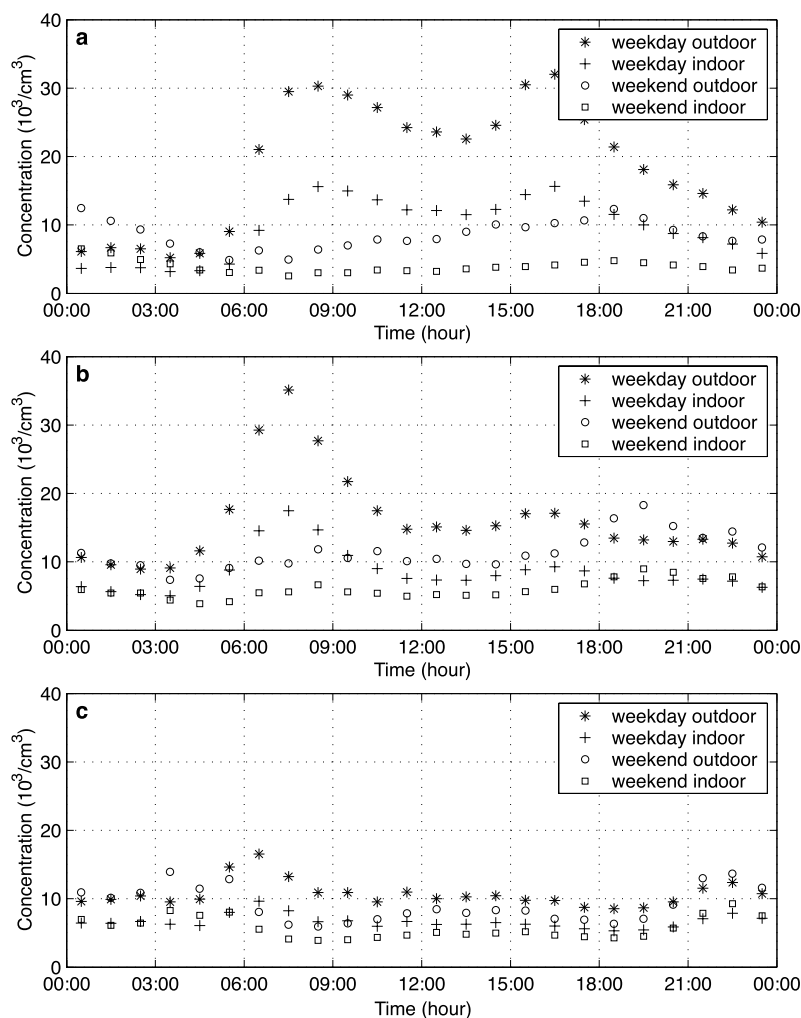 a
40
30
20
10
0
Concentration (10³/cm³)
weekday outdoor
weekday indoor
weekend outdoor
weekend indoor
00:00 03:00 06:00 09:00 12:00 15:00 18:00 21:00 00:00
Time (hour)
b
40
30
20
10
0
Concentration (10³/cm³)
weekday outdoor
weekday indoor
weekend outdoor
weekend indoor
00:00 03:00 06:00 09:00 12:00 15:00 18:00 21:00 00:00
Time (hour)
c
40
30
20
10
0
Concentration (10³/cm³)
weekday outdoor
weekday indoor
weekend outdoor
weekend indoor
00:00 03:00 06:00 09:00 12:00 15:00 18:00 21:00 00:00
Time (hour)